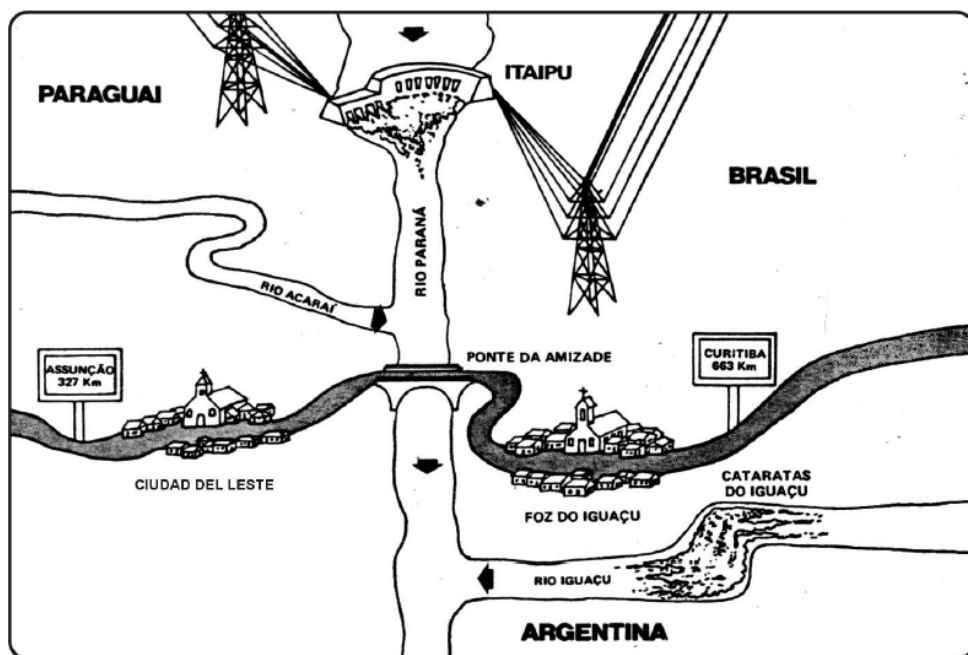 ITAIPU
PARAGUAI
BRASIL
RIO PARANÁ
RIO ACARAÍ
PONTE DA AMIZADE
ASSUNÇÃO
327 Km
CURITIBA
663 Km
CIUDAD DEL LESTE
CATARATAS
DO IGUAÇU
FOZ DO IGUAÇU
RIO IGUAÇU
ARGENTINA